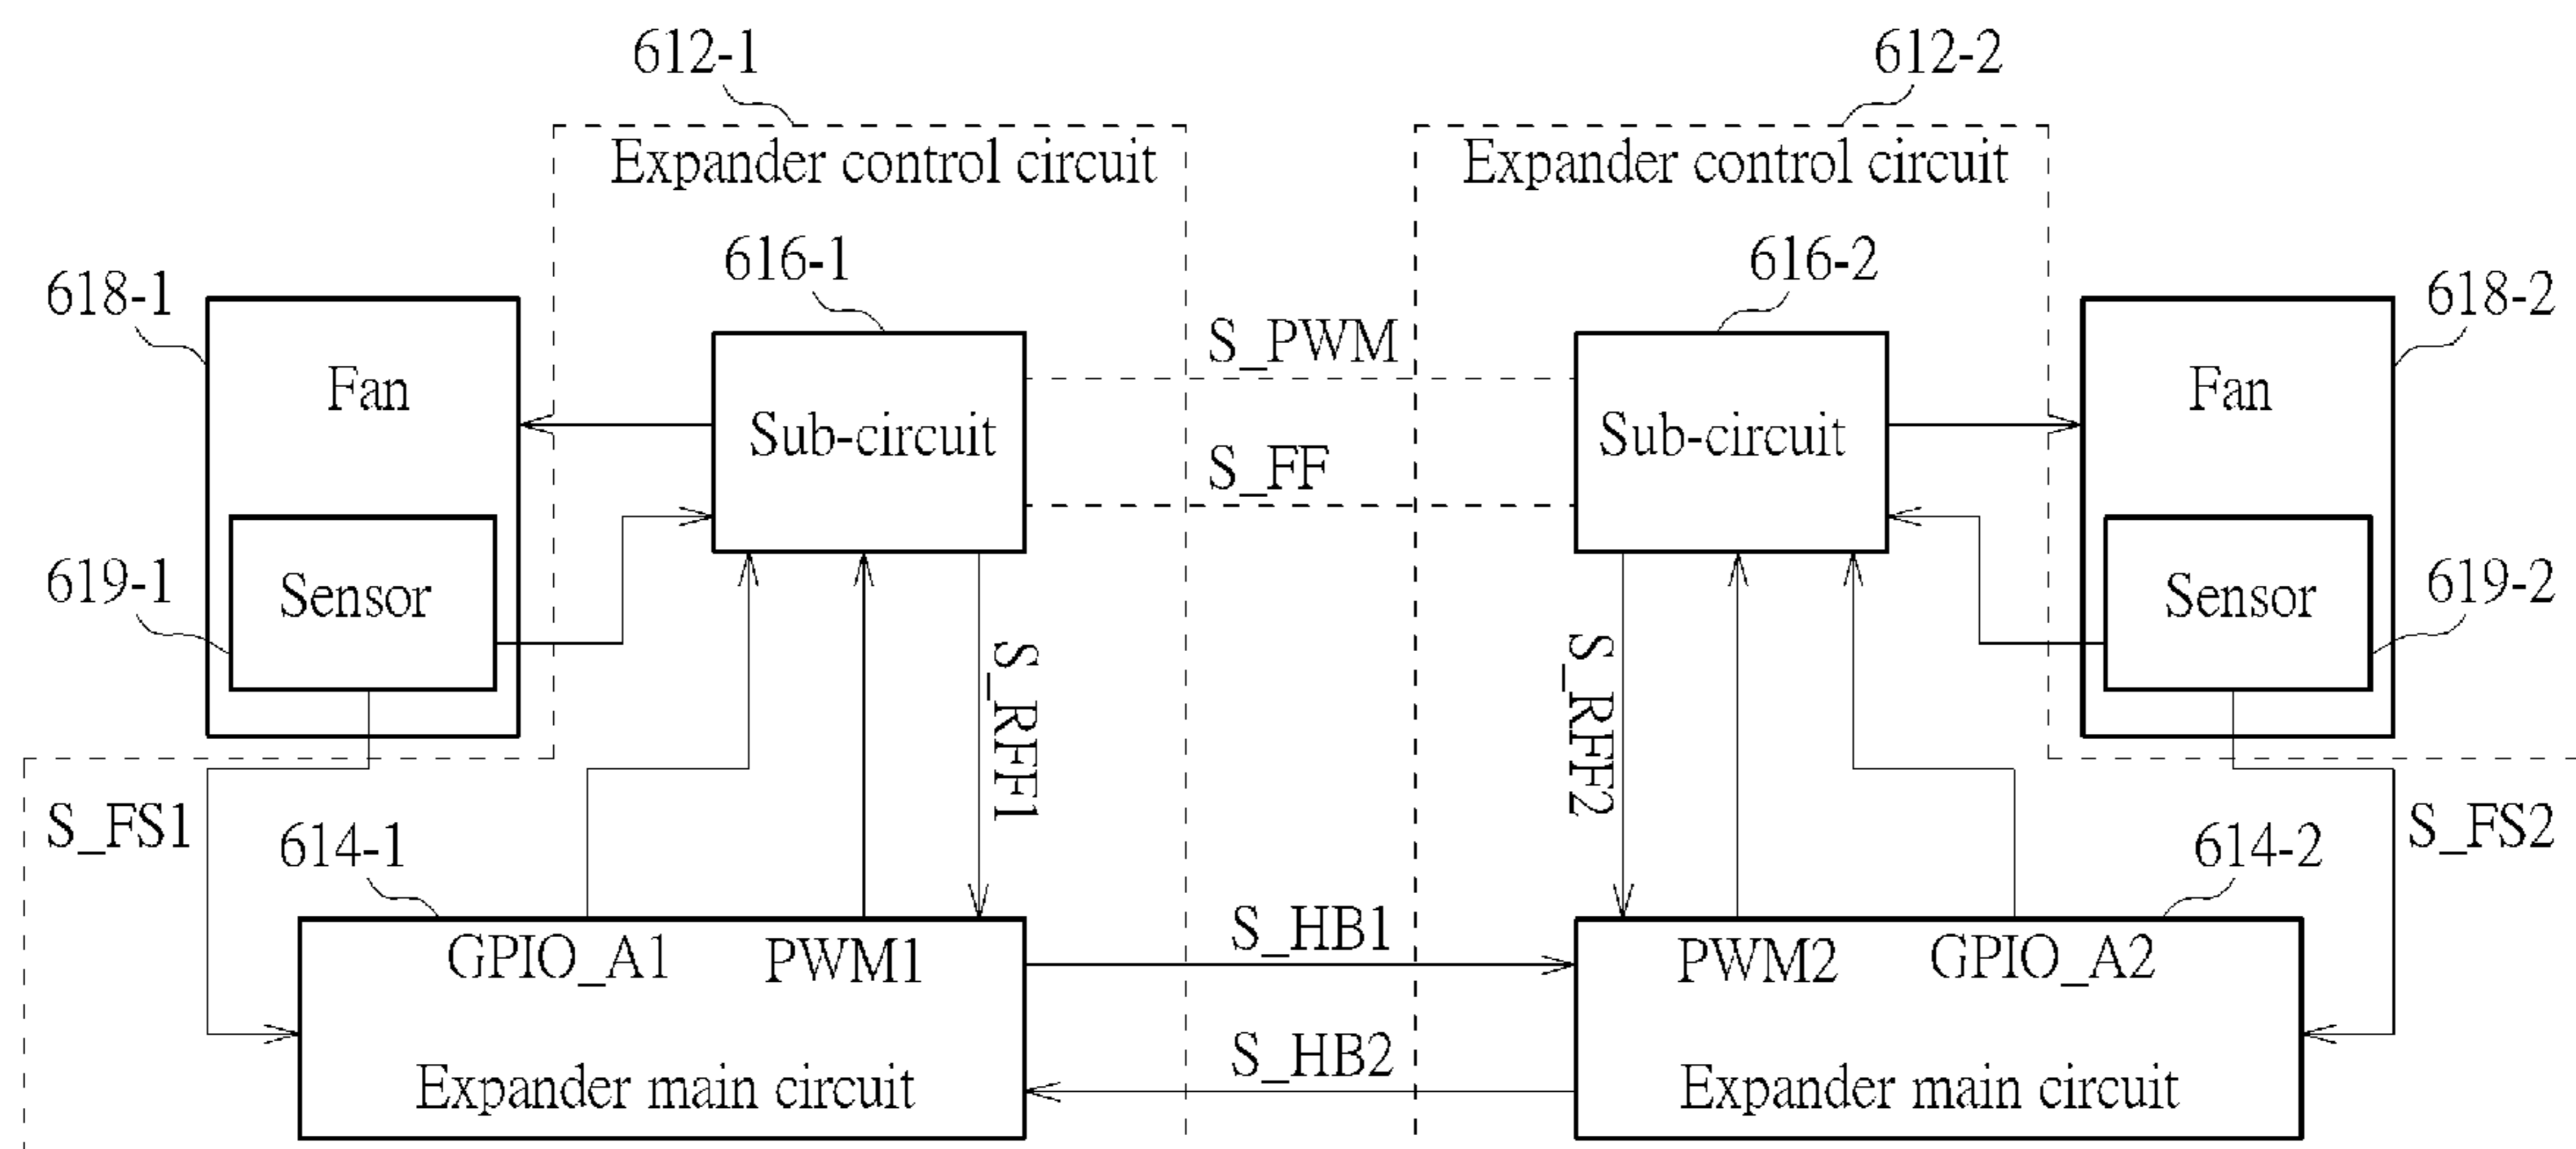 612-1
612-2
Expander control circuit
Expander control circuit
616-1
616-2
618-1
618-2
S_PWM
Fan
Fan
Sub-circuit
Sub-circuit
S_FF
619-1
Sensor
Sensor
619-2
S_RFF1
S_RFF2
S_FS1
S_FS2
614-1
614-2
S_HB1
GPIO_A1
PWM1
PWM2
GPIO_A2
S_HB2
Expander main circuit
Expander main circuit